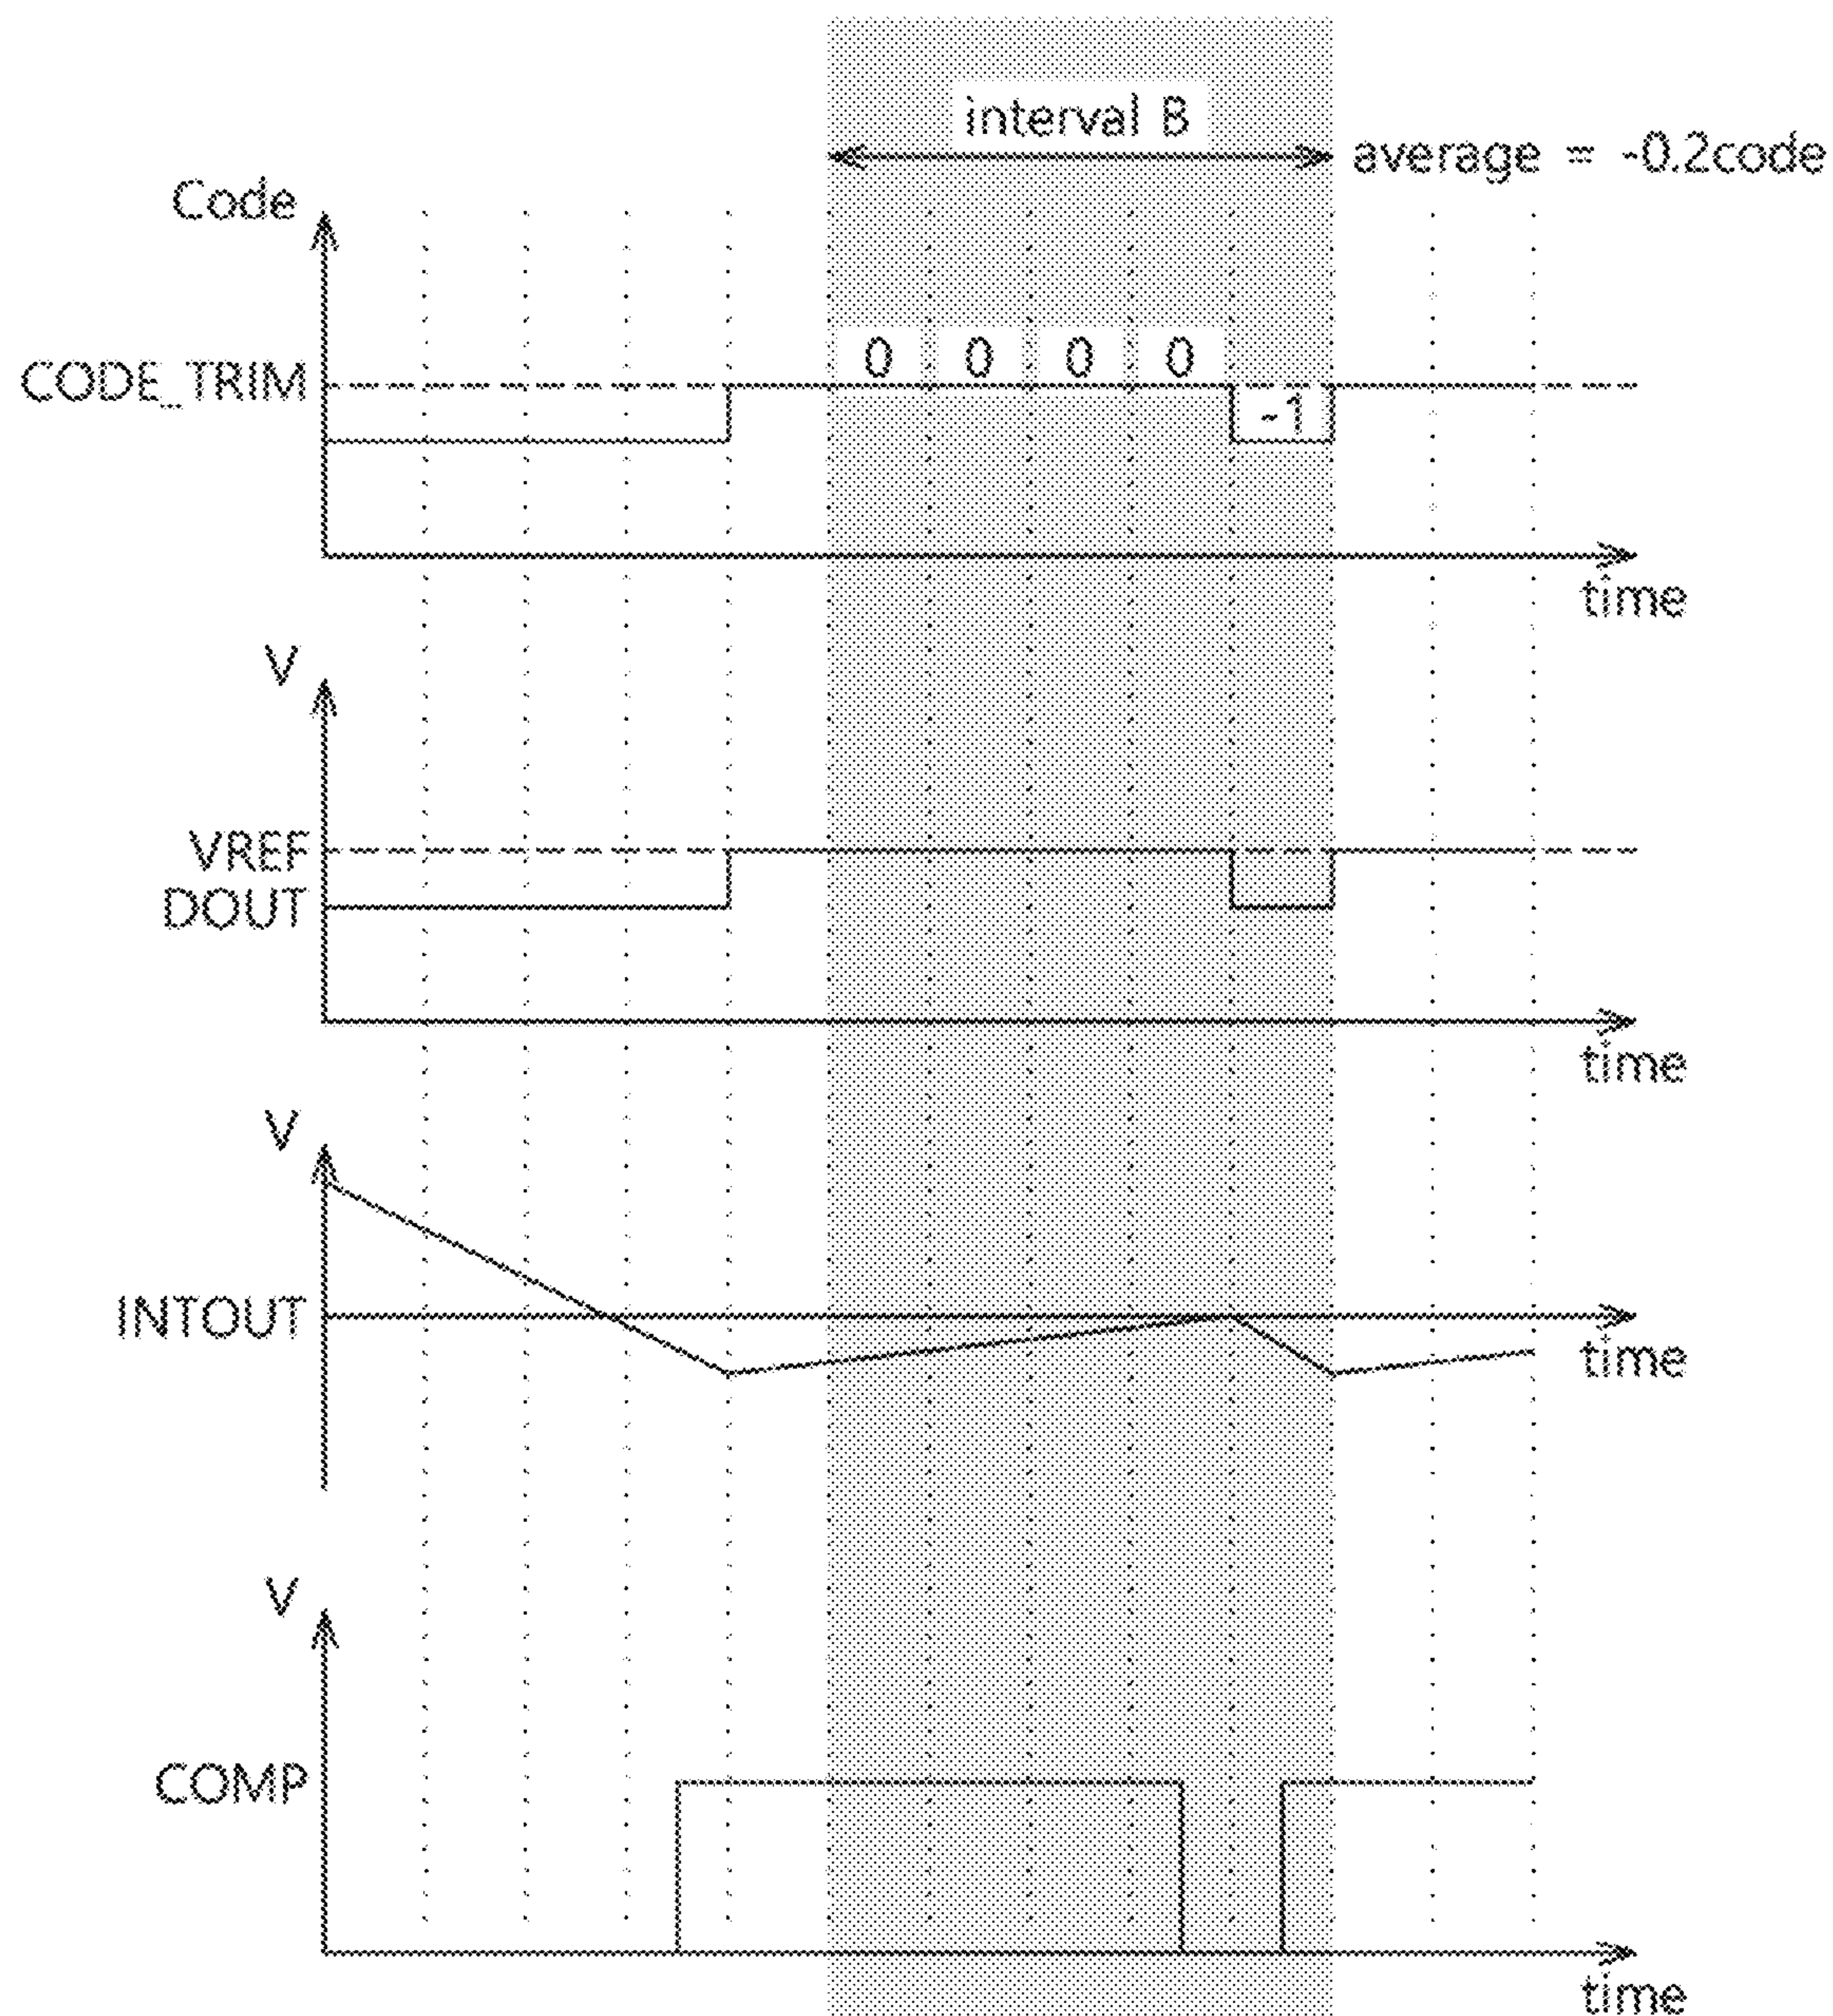 interval B
average = -0.2code
Code
CODE_TRIM
0 0 0 0
-1
time
V
VREF
DOUT
time
V
INTOUT
time
V
COMP
time